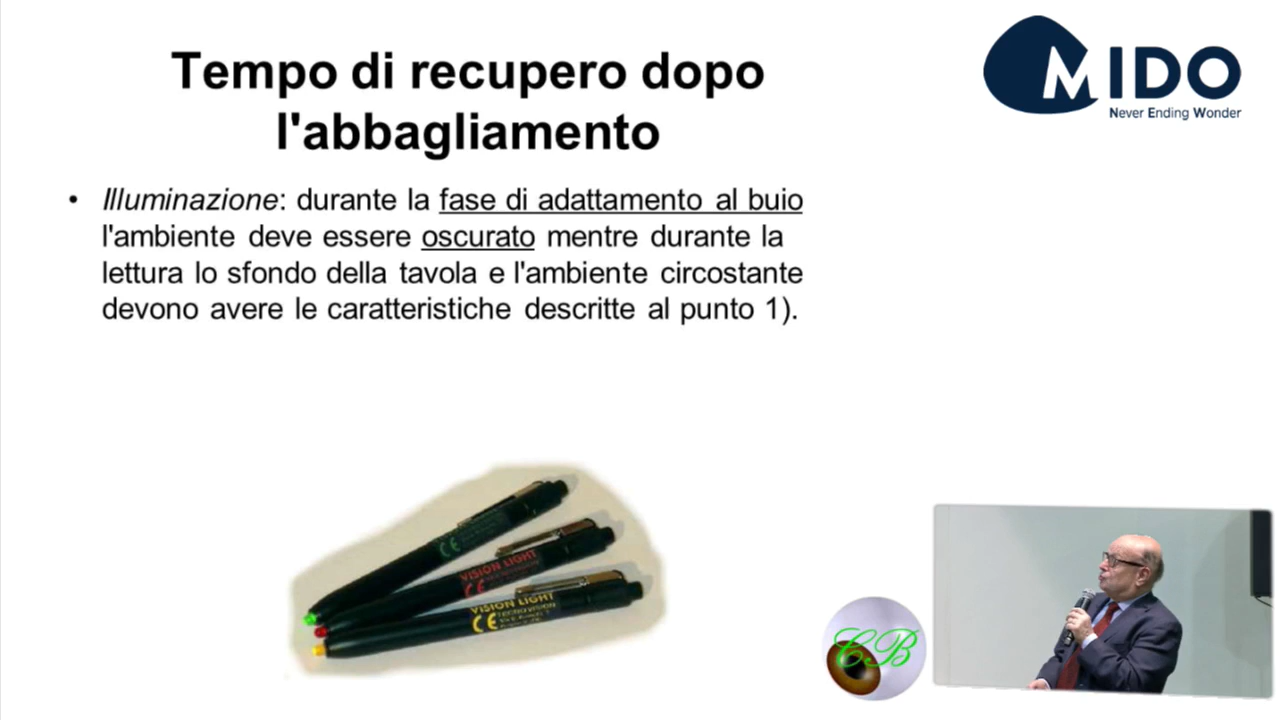 Tempo di recupero dopo
l'abbagliamento
MIDO
Never Ending Wonder
• Illuminazione: durante la fase di adattamento al buio
l'ambiente deve essere oscurato mentre durante la
lettura lo sfondo della tavola e l'ambiente circostante
devono avere le caratteristiche descritte al punto 1).
CE
VISION LIGHT
CE
VISION LIGHT
CE TECNOVISION
CB